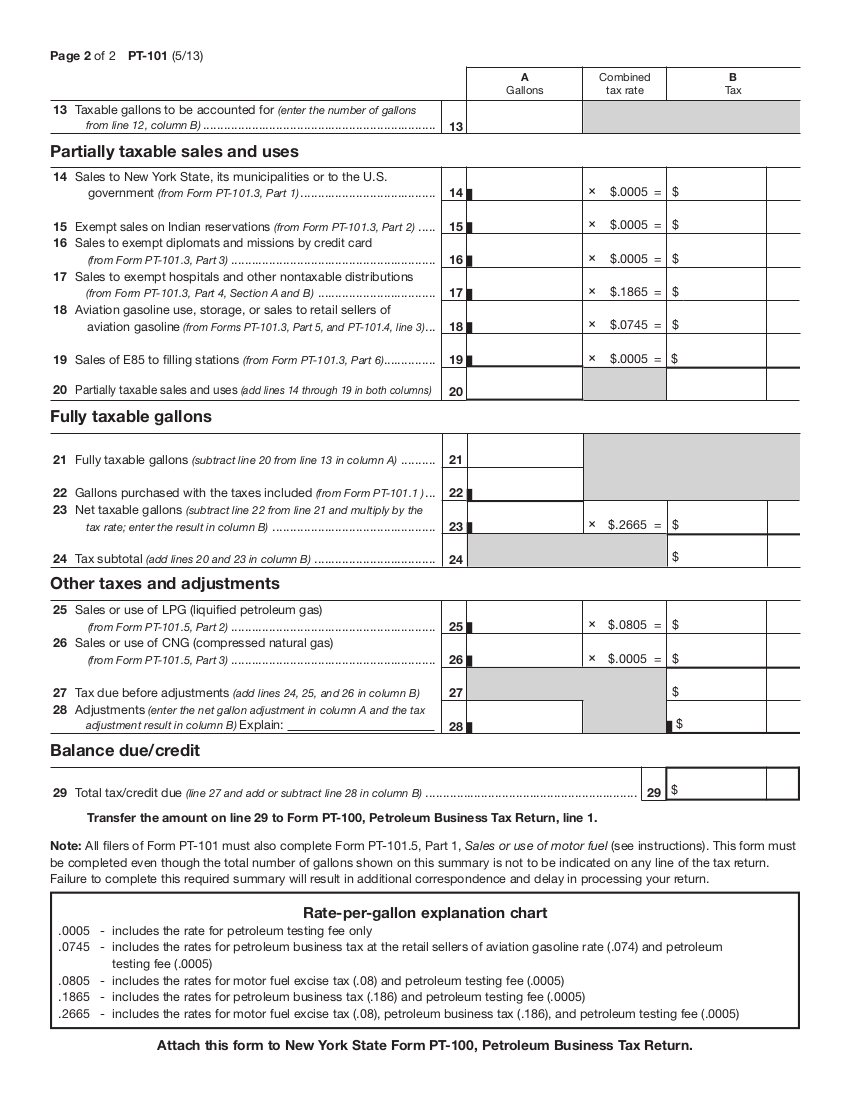 Page 2 of 2 PT-101 (5/13)
A Combined B
Gallons tax rate Tax
13 Taxable gallons to be accounted for (enter the number of gallons
from line 12, column B) ..................................................................... 13
Partially taxable sales and uses
14 Sales to New York State, its municipalities or to the U.S.
government (from Form PT-101.3, Part 1)....................................... 14 × $.0005 = $
15 Exempt sales on Indian reservations (from Form PT-101.3, Part 2) ..... 15 × $.0005 = $
16 Sales to exempt diplomats and missions by credit card
(from Form PT-101.3, Part 3) ........................................................... 16 × $.0005 = $
17 Sales to exempt hospitals and other nontaxable distributions
(from Form PT-101.3, Part 4, Section A and B) .................................. 17 × $.1865 = $
18 Aviation gasoline use, storage, or sales to retail sellers of
aviation gasoline (from Forms PT-101.3, Part 5, and PT-101.4, line 3)... 18 × $.0745 = $
19 Sales of E85 to filling stations (from Form PT-101.3, Part 6)............... 19 × $.0005 = $
20 Partially taxable sales and uses (add lines 14 through 19 in both columns) 20
Fully taxable gallons
21 Fully taxable gallons (subtract line 20 from line 13 in column A) .......... 21
22 Gallons purchased with the taxes included (from Form PT-101.1 )... 22
23 Net taxable gallons (subtract line 22 from line 21 and multiply by the
tax rate; enter the result in column B) ............................................... 23 × $.2665 = $
24 Tax subtotal (add lines 20 and 23 in column B) ................................... 24 $
Other taxes and adjustments
25 Sales or use of LPG (liquified petroleum gas)
(from Form PT-101.5, Part 2) ........................................................... 25 × $.0805 = $
26 Sales or use of CNG (compressed natural gas)
(from Form PT-101.5, Part 3) ........................................................... 26 × $.0005 = $
27 Tax due before adjustments (add lines 24, 25, and 26 in column B) 27 $
28 Adjustments (enter the net gallon adjustment in column A and the tax
adjustment result in column B) Explain: ______________________ 28 $
Balance due/credit
29 Total tax/credit due (line 27 and add or subtract line 28 in column B) ............................................................. 29 $
Transfer the amount on line 29 to Form PT-100, Petroleum Business Tax Return, line 1.
Note: All filers of Form PT-101 must also complete Form PT-101.5, Part 1, Sales or use of motor fuel (see instructions). This form must
be completed even though the total number of gallons shown on this summary is not to be indicated on any line of the tax return.
Failure to complete this required summary will result in additional correspondence and delay in processing your return.
Rate-per-gallon explanation chart
.0005 - includes the rate for petroleum testing fee only
.0745 - includes the rates for petroleum business tax at the retail sellers of aviation gasoline rate (.074) and petroleum
testing fee (.0005)
.0805 - includes the rates for motor fuel excise tax (.08) and petroleum testing fee (.0005)
.1865 - includes the rates for petroleum business tax (.186) and petroleum testing fee (.0005)
.2665 - includes the rates for motor fuel excise tax (.08), petroleum business tax (.186), and petroleum testing fee (.0005)
Attach this form to New York State Form PT-100, Petroleum Business Tax Return.